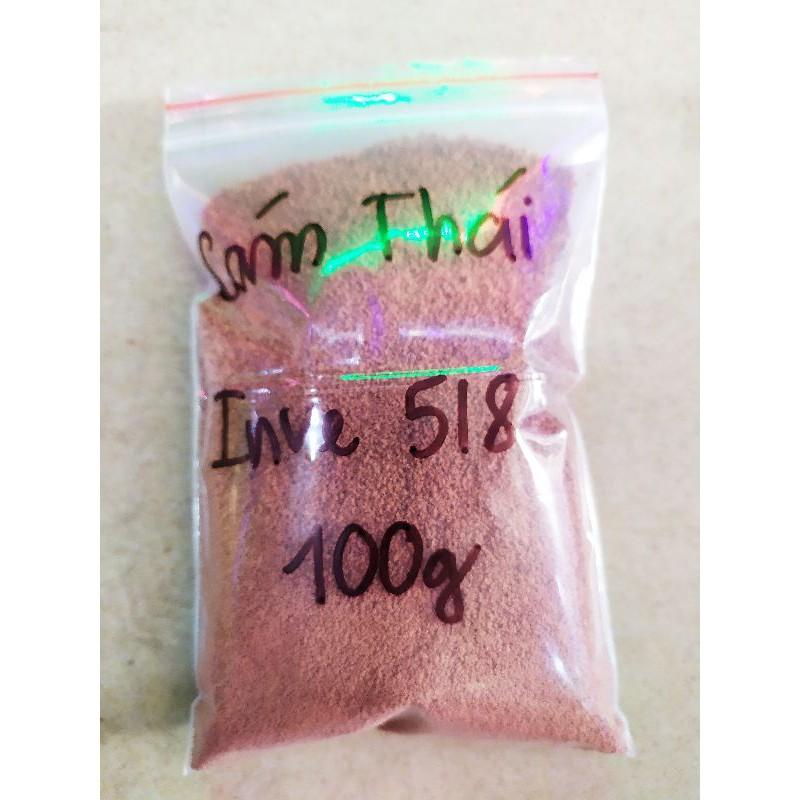 Cám Thái
Inve 518
100g